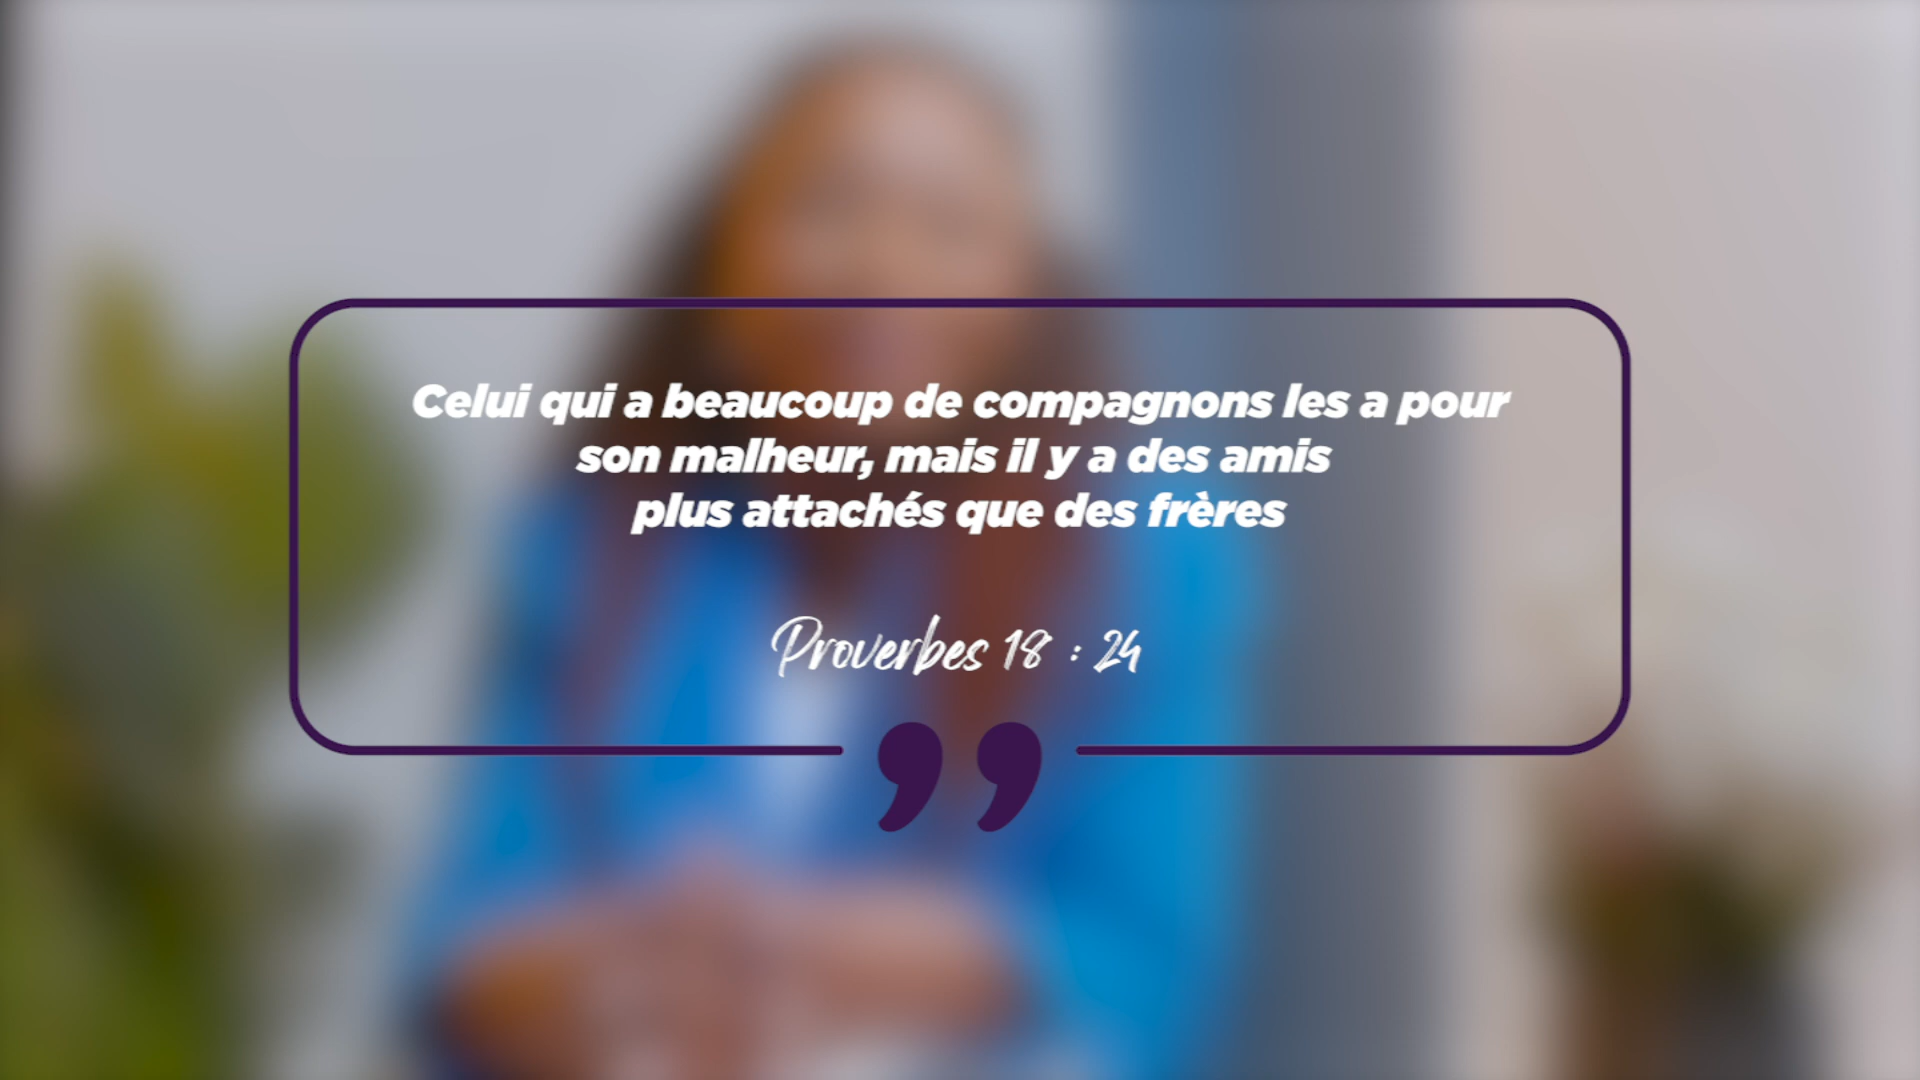 Celui qui a beaucoup de compagnons les a pour
son malheur, mais il y a des amis
plus attachés que des frères
Proverbes 18 : 24